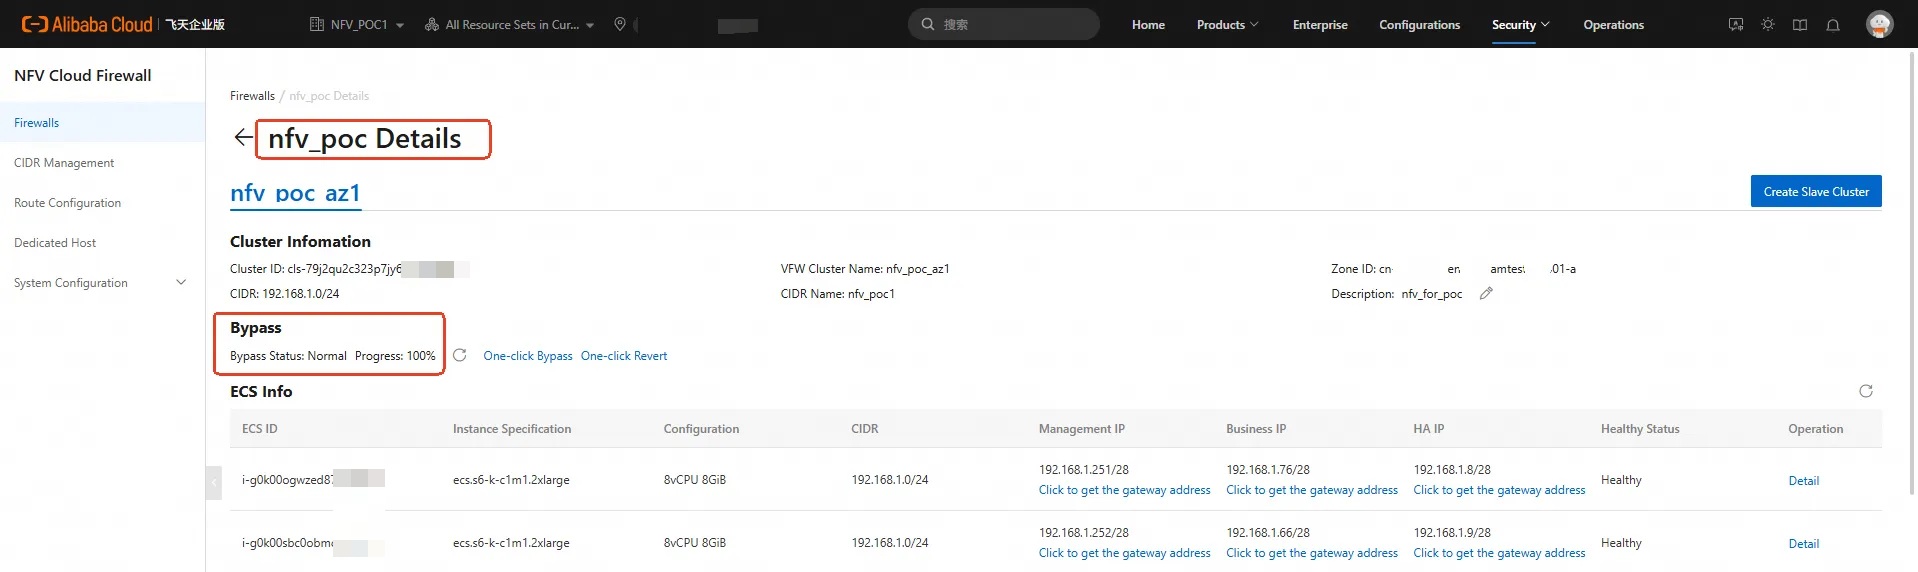 Alibaba Cloud | 飞天企业版 NFV_POC1 All Resource Sets in Cur... 搜索 Home Products Enterprise Configurations Security Operations
NFV Cloud Firewall
Firewalls
CIDR Management
Route Configuration
Dedicated Host
System Configuration
Firewalls / nfv_poc Details
nfv_poc Details
nfv_poc_az1
Create Slave Cluster
Cluster Infomation
Cluster ID: cls-79j2qu2c323p7jy6 VFW Cluster Name: nfv_poc_az1 Zone ID: cn- en amtest 01-a
CIDR: 192.168.1.0/24 CIDR Name: nfv_poc1 Description: nfv_for_poc
Bypass
Bypass Status: Normal Progress: 100% One-click Bypass One-click Revert
ECS Info
ECS ID Instance Specification Configuration CIDR Management IP Business IP HA IP Healthy Status Operation
192.168.1.251/28 192.168.1.76/28 192.168.1.8/28
i-g0k00ogwzed87 ecs.s6-k-c1m1.2xlarge 8vCPU 8GiB 192.168.1.0/24 Healthy Detail
Click to get the gateway address Click to get the gateway address Click to get the gateway address
192.168.1.252/28 192.168.1.66/28 192.168.1.9/28
i-g0k00sbc0obm ecs.s6-k-c1m1.2xlarge 8vCPU 8GiB 192.168.1.0/24 Healthy Detail
Click to get the gateway address Click to get the gateway address Click to get the gateway address